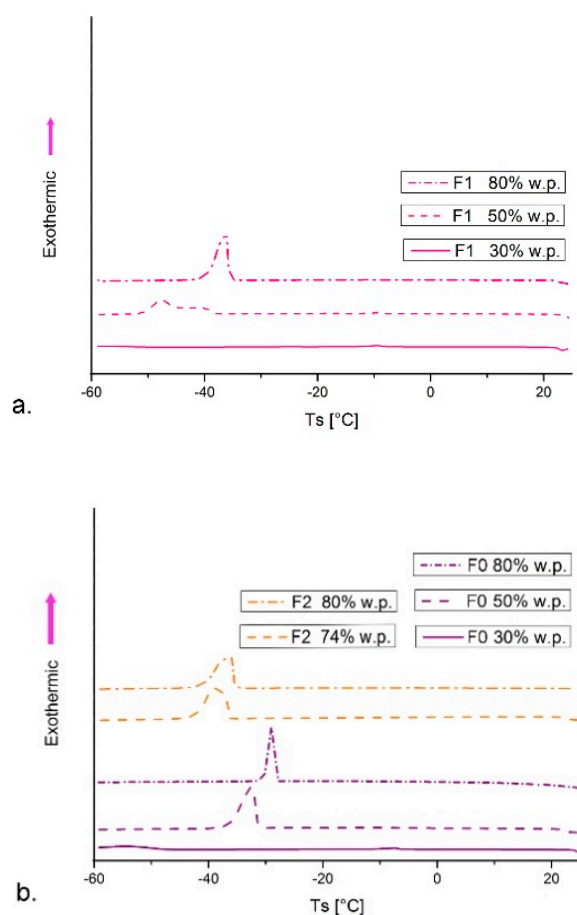 Exothermic
F1 80% w.p.
F1 50% w.p.
F1 30% w.p.
-60 -40 -20 0 20
Ts [°C]
a.
Exothermic
F0 80% w.p.
F2 80% w.p.
F0 50% w.p.
F2 74% w.p.
F0 30% w.p.
-60 -40 -20 0 20
Ts [°C]
b.